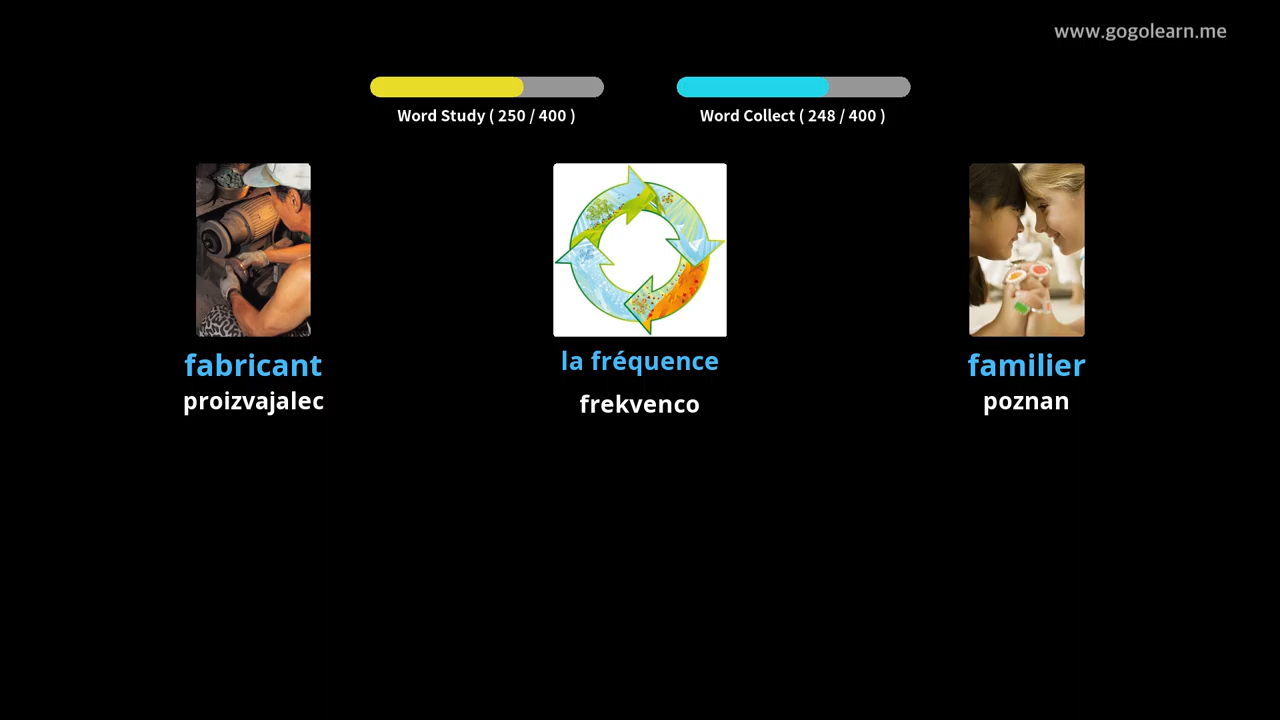 www.gogolearn.me
Word Study ( 250 / 400 )
Word Collect ( 248 / 400 )
fabricant
proizvajalec
la fréquence
frekvenco
familier
poznan